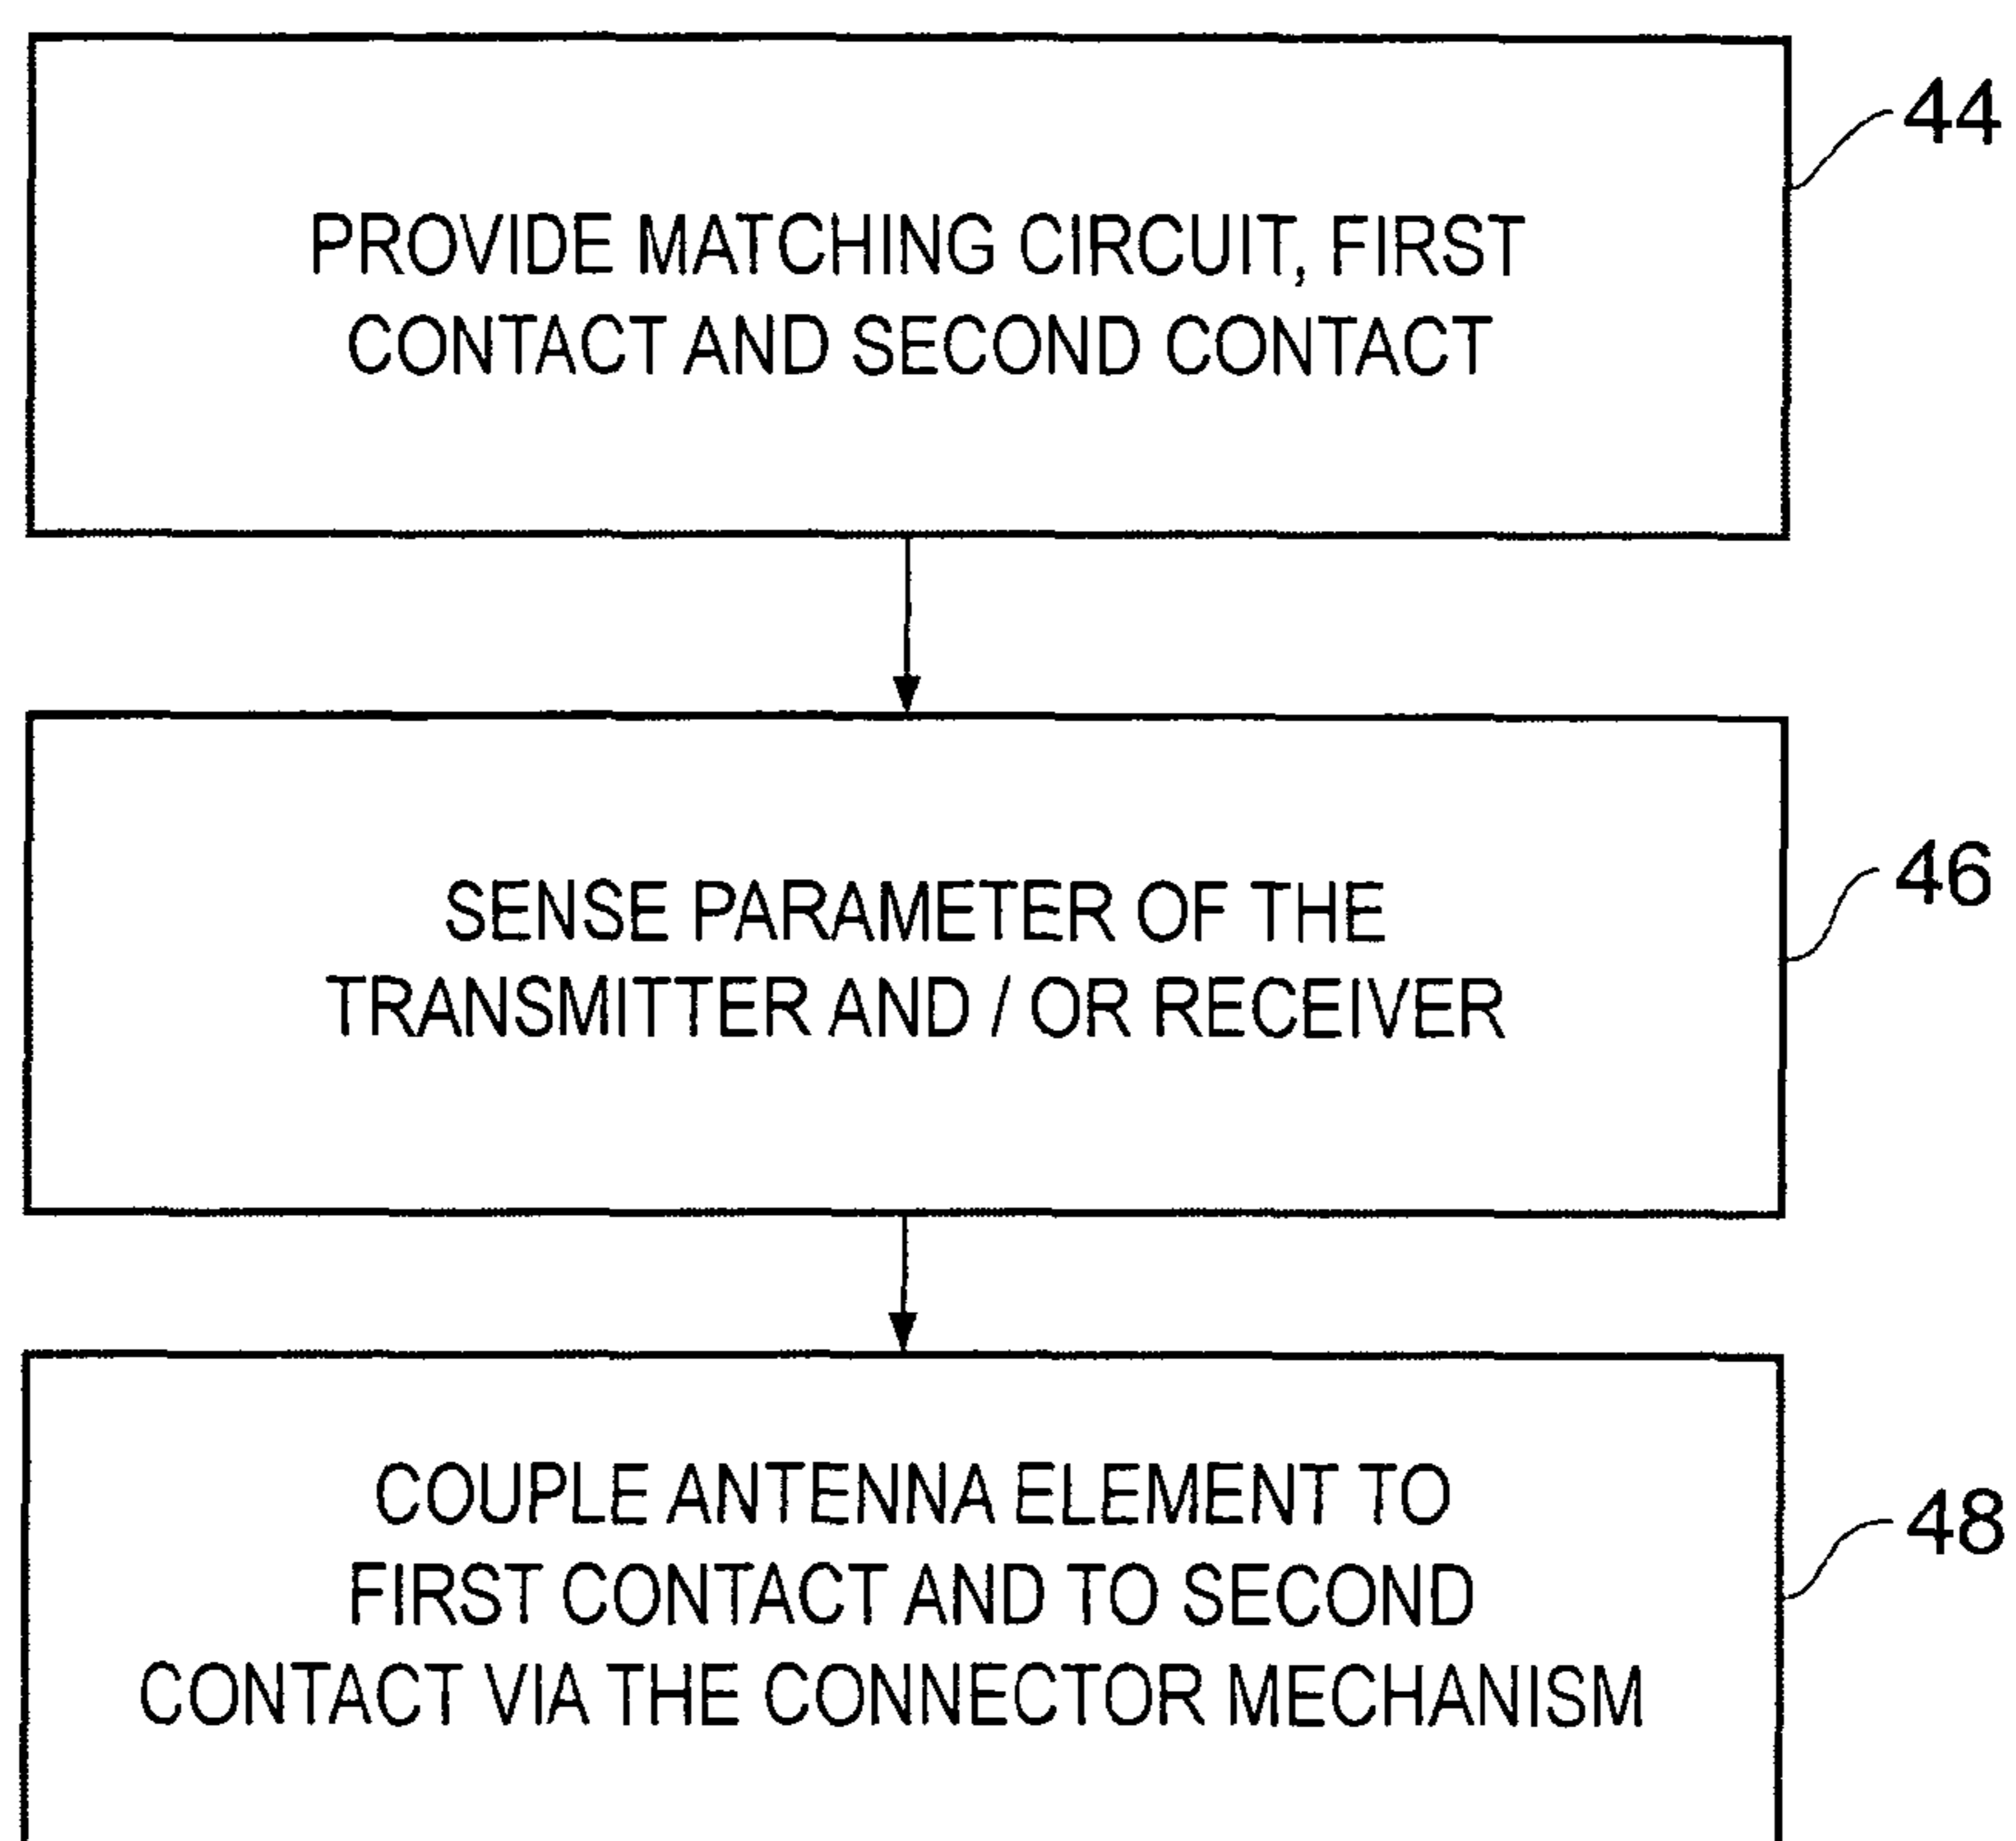 44
PROVIDE MATCHING CIRCUIT, FIRST
CONTACT AND SECOND CONTACT
46
SENSE PARAMETER OF THE
TRANSMITTER AND / OR RECEIVER
48
COUPLE ANTENNA ELEMENT TO
FIRST CONTACT AND TO SECOND
CONTACT VIA THE CONNECTOR MECHANISM